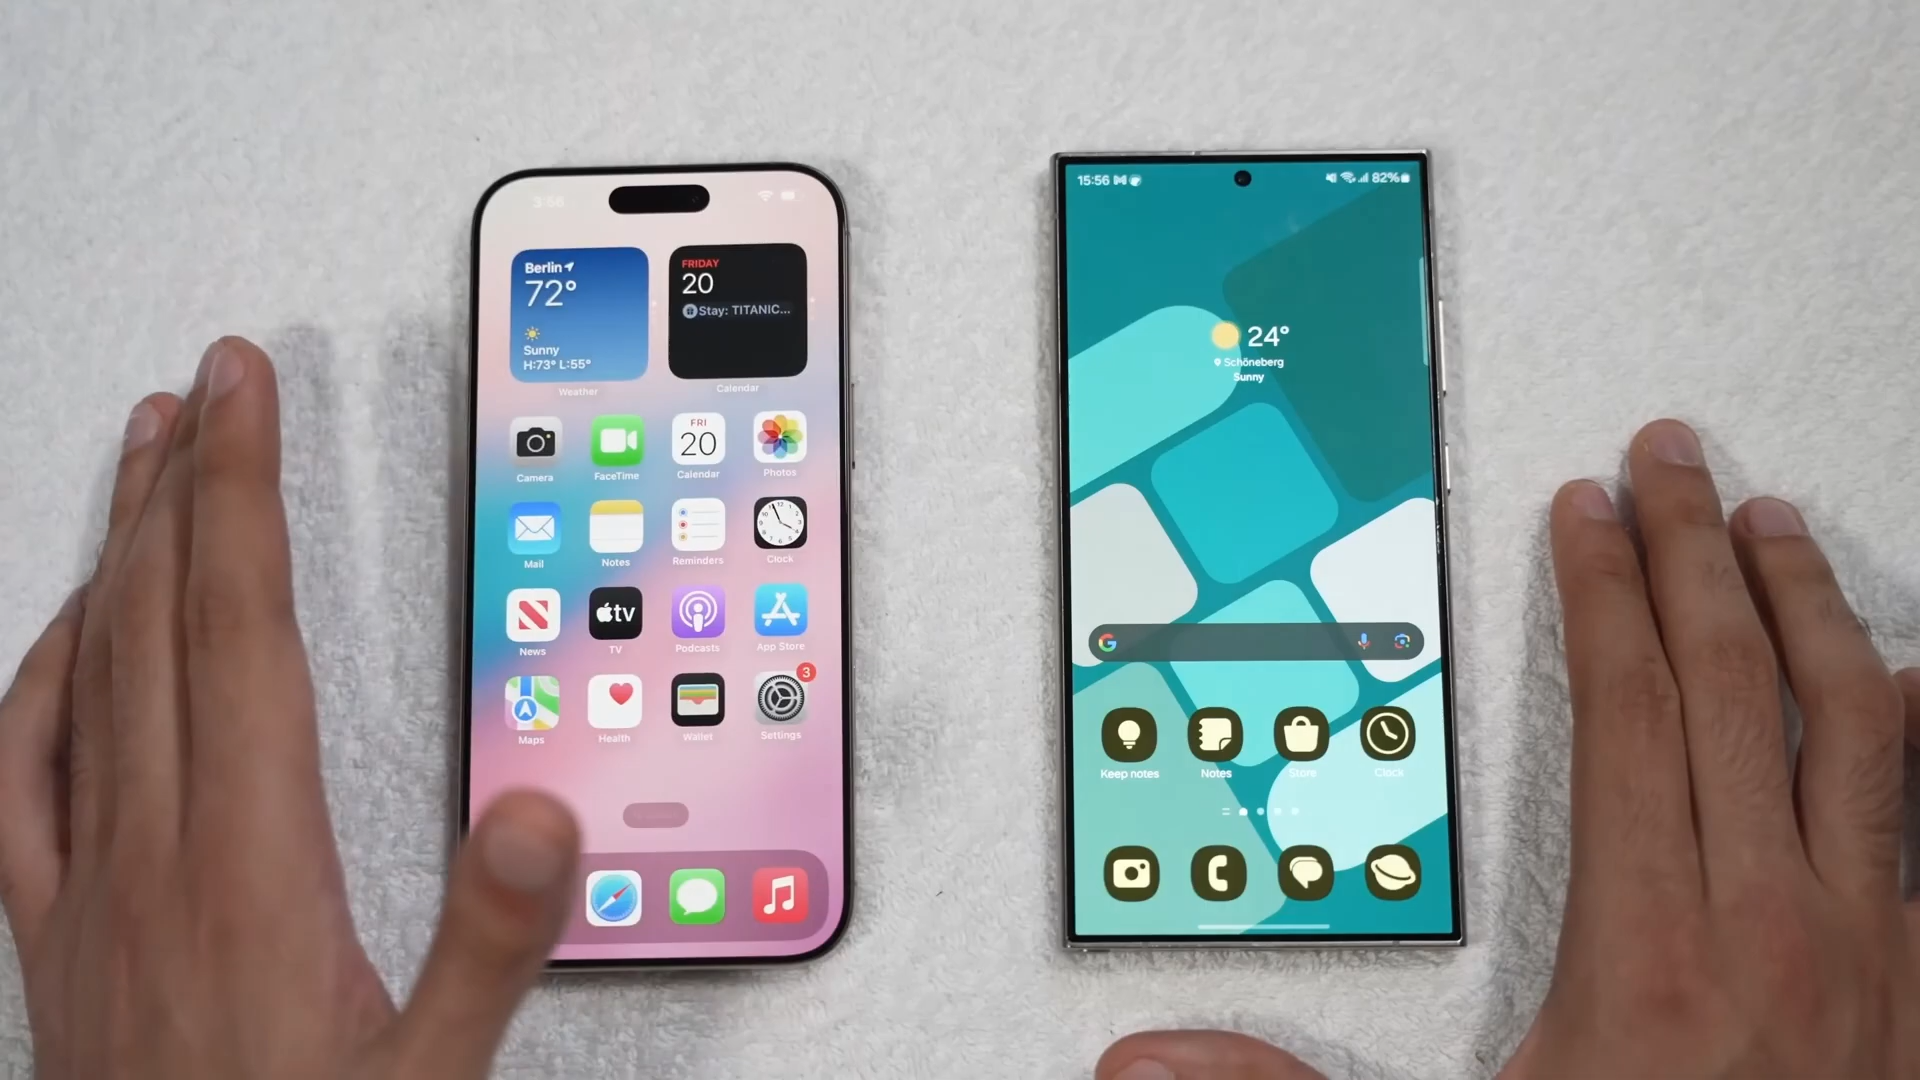 3:56
Berlin
72°
Sunny
H:73° L:55°
Weather
FRIDAY
20
Stay: TITANIC...
Calendar
Camera
FaceTime
FRI
20
Calendar
Photos
Mail
Notes
Reminders
Clock
News
tv
TV
Podcasts
App Store
Maps
Health
Wallet
3
Settings
15:56
82%
24°
Schöneberg
Sunny
G
Keep notes
Notes
Store
Clock